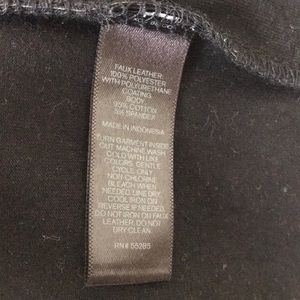 FAUX LEATHER:
100% POLYESTER
WITH POLYURETHANE
COATING
BODY
95% COTTON
5% SPANDEX
MADE IN INDONESIA
TURN GARMENT INSIDE
OUT. MACHINE WASH
COLD WITH LIKE
COLORS. GENTLE
CYCLE. ONLY
NON-CHLORINE
BLEACH WHEN
NEEDED. LINE DRY.
COOL IRON ON
REVERSE IF NEEDED.
DO NOT IRON ON FAUX
LEATHER. DO NOT
DRY CLEAN.
RN# 55285